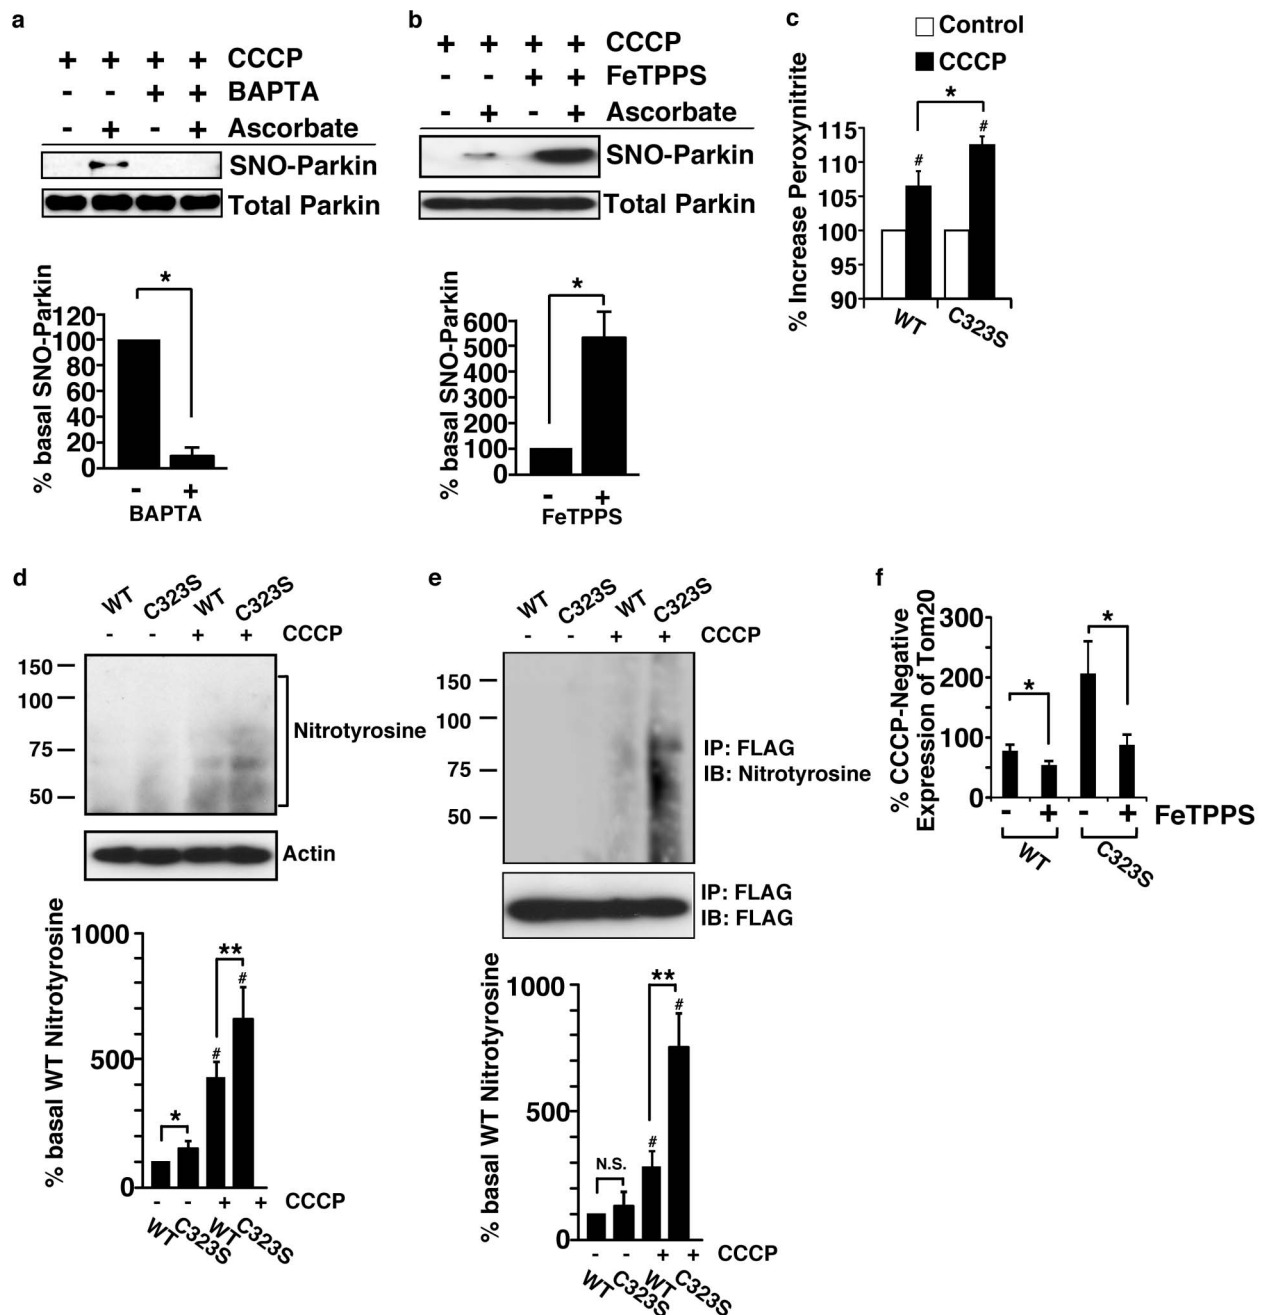 a
+ + + + CCCP
- - + + BAPTA
- + - + Ascorbate
SNO-Parkin
Total Parkin
% basal SNO-Parkin
120
100
80
60
40
20
0
*
- +
BAPTA
b
+ + + + CCCP
- - + + FeTPPS
- + - + Ascorbate
SNO-Parkin
Total Parkin
% basal SNO-Parkin
600
500
400
300
200
100
0
*
- +
FeTPPS
c
Control
CCCP
% Increase Peroxynitrite
115
110
105
100
95
90
*
# #
WT C323S
d
WT C323S WT C323S
- - + + CCCP
150
100
75
50
Nitrotyrosine
Actin
% basal WT Nitrotyrosine
1000
500
0
*
**
# #
- - + + CCCP
WT C323S WT C323S
e
WT C323S WT C323S
- - + + CCCP
150
100
75
50
IP: FLAG
IB: Nitrotyrosine
IP: FLAG
IB: FLAG
% basal WT Nitrotyrosine
1000
500
0
N.S.
**
# #
- - + + CCCP
WT C323S WT C323S
f
% CCCP-Negative
Expression of Tom20
300
200
100
0
* *
- + - + FeTPPS
WT C323S